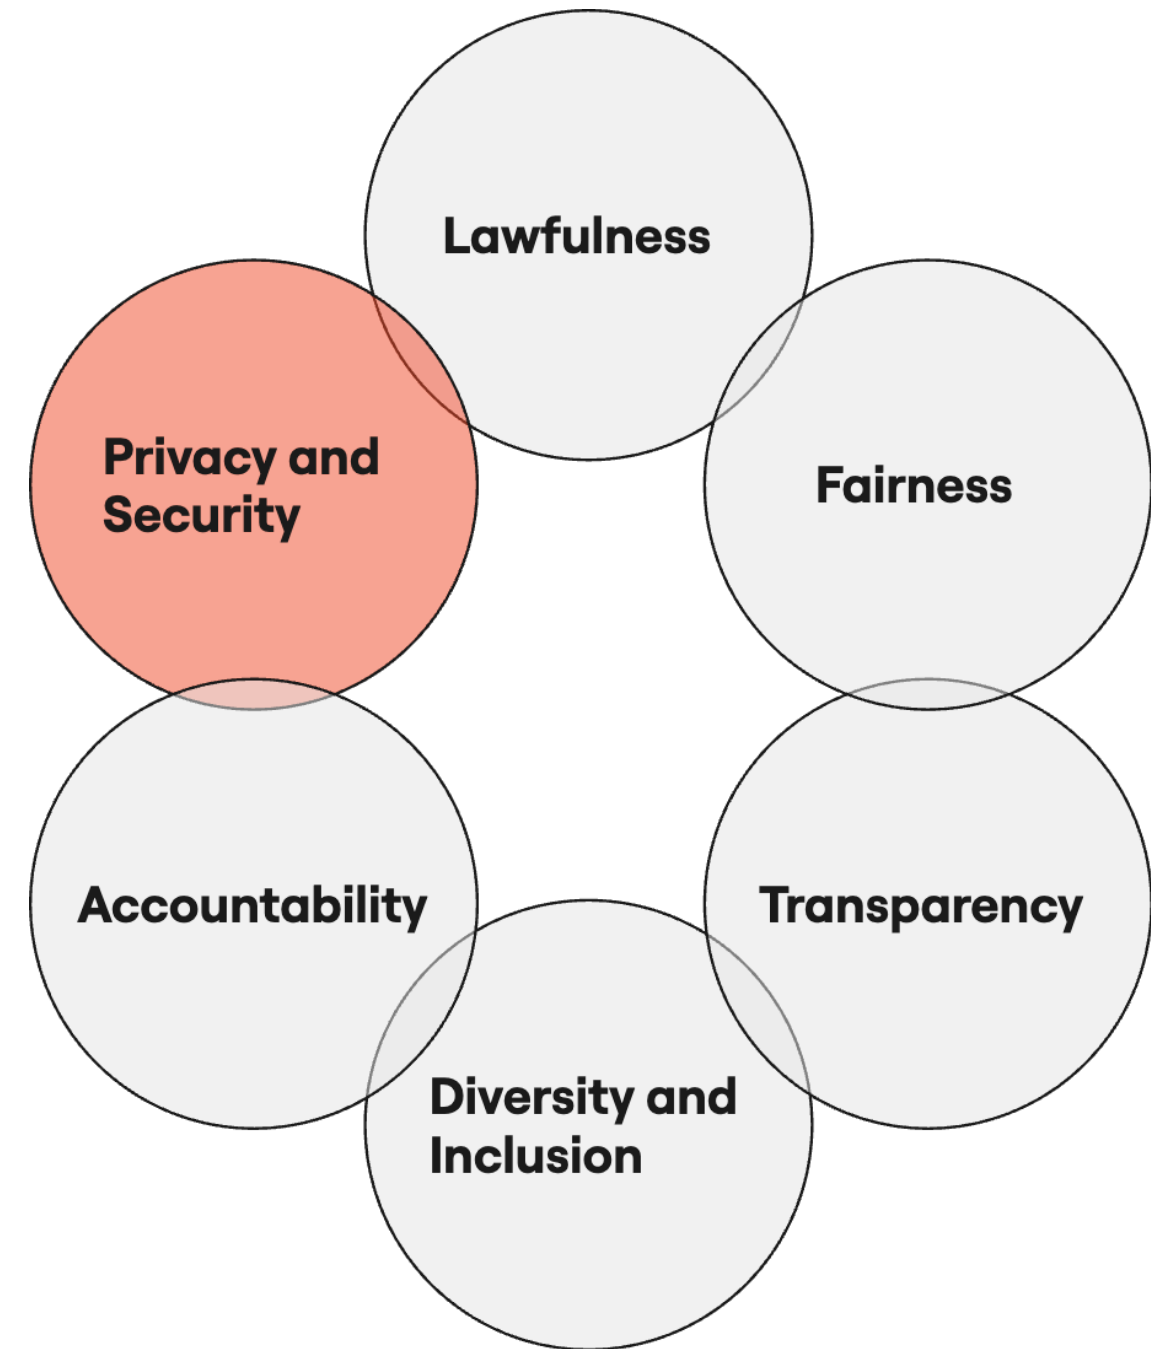 Lawfulness
Privacy and
Security
Fairness
Accountability
Transparency
Diversity and
Inclusion